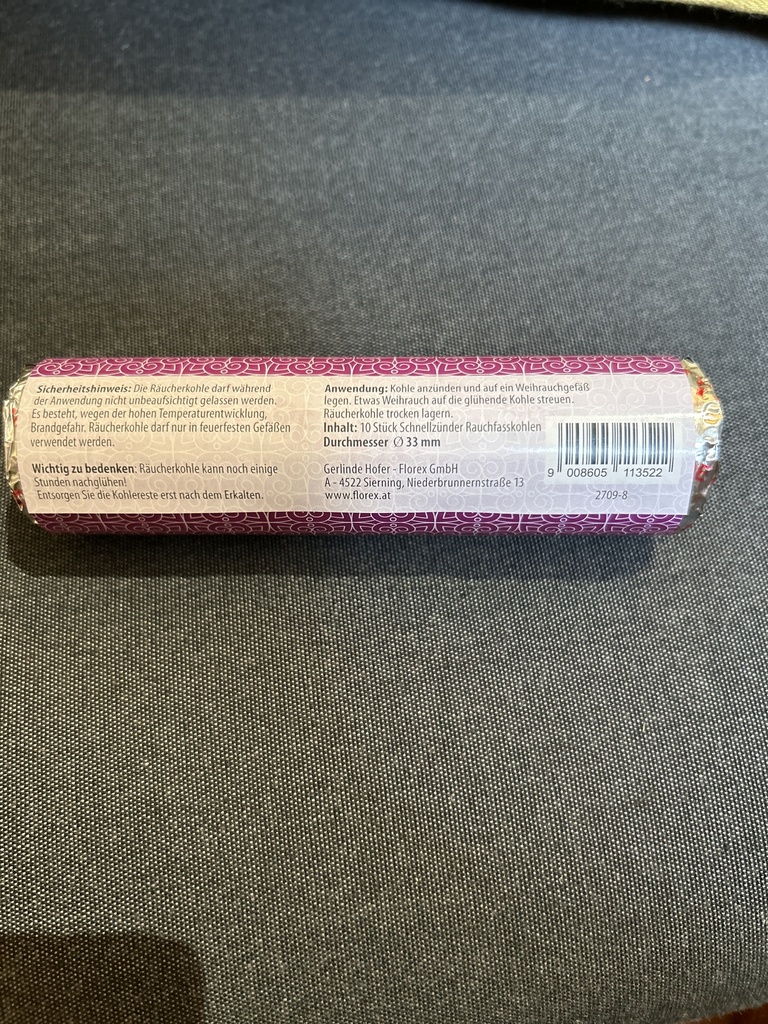 Sicherheitshinweis: Die Räucherkohle darf während
der Anwendung nicht unbeaufsichtigt gelassen werden.
Es besteht, wegen der hohen Temperaturentwicklung,
Brandgefahr. Räucherkohle darf nur in feuerfesten Gefäßen
verwendet werden.
Wichtig zu bedenken: Räucherkohle kann noch einige
Stunden nachglühen!
Entsorgen Sie die Kohlereste erst nach dem Erkalten.
Anwendung: Kohle anzünden und auf ein Weihrauchgefäß
legen. Etwas Weihrauch auf die glühende Kohle streuen.
Räucherkohle trocken lagern.
Inhalt: 10 Stück Schnellzünder Rauchfasskohlen
Durchmesser Ø 33 mm
Gerlinde Hofer - Florex GmbH
A - 4522 Sierning, Niederbrunnernstraße 13
www.florex.at
9 008605 113522
2709-8